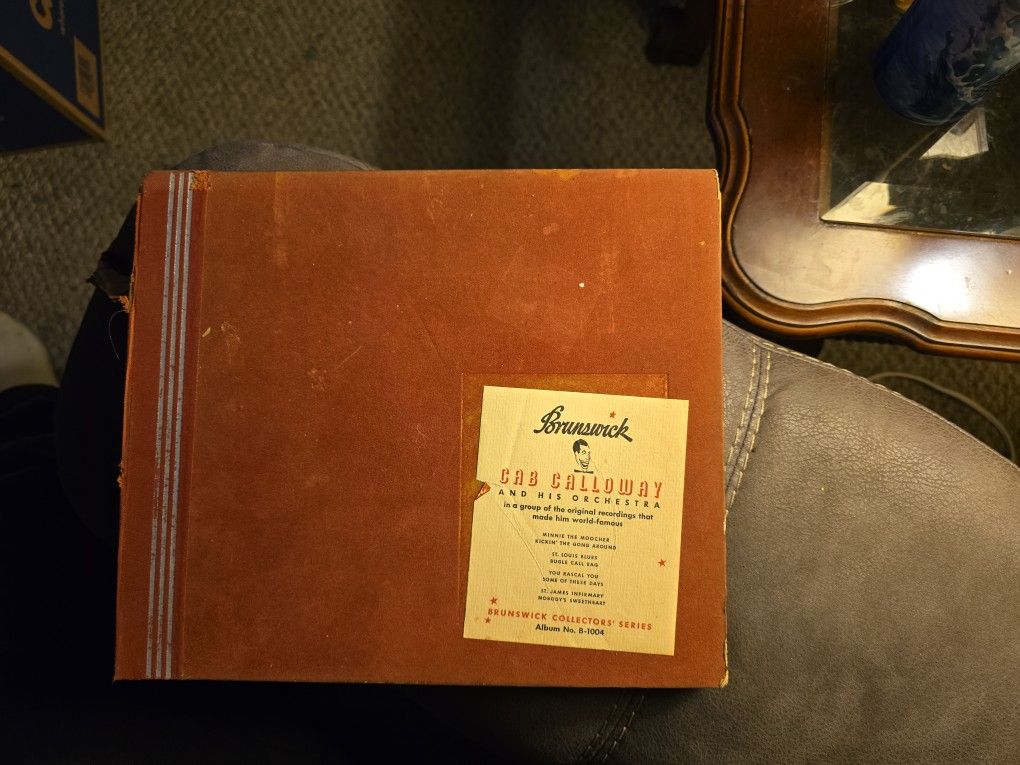 Brunswick
CAB CALLOWAY
AND HIS ORCHESTRA
in a group of the original recordings that
made him world-famous
MINNIE THE MOOCHER
KICKIN' THE GONG AROUND
ST. LOUIS BLUES
BUGLE CALL RAG
YOU RASCAL YOU
SOME OF THESE DAYS
ST. JAMES INFIRMARY
NOBODY'S SWEETHEART
BRUNSWICK COLLECTORS' SERIES
Album No. B-1004